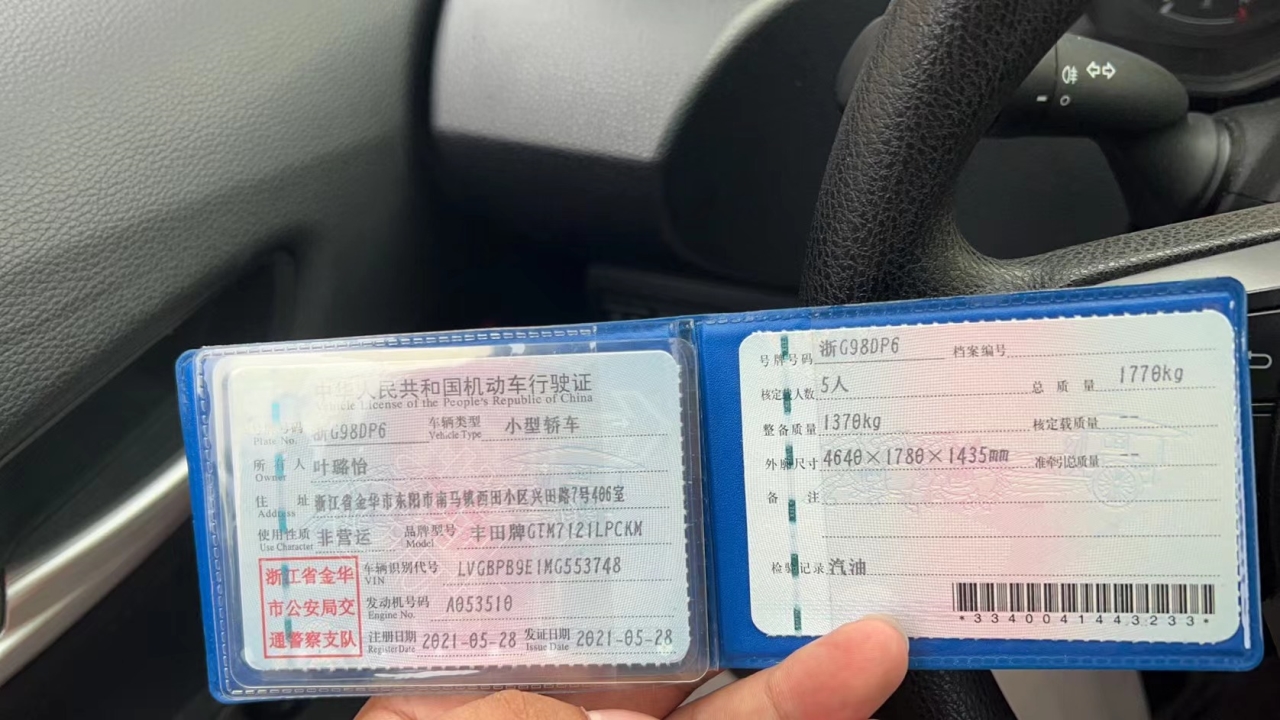 中华人民共和国机动车行驶证
Vehicle License of the People's Republic of China
号牌号码 浙G98DP6 车辆类型 小型轿车
Plate No. Vehicle Type
所有人 叶璐怡
Owner
住址 浙江省金华市东阳市南马镇西田小区兴田路7号406室
Address
使用性质 非营运 品牌型号 丰田牌GTM7121LPCKM
Use Character Model
浙江省金华
市公安局交
通警察支队
车辆识别代号 LVGBPB9E1MG553748
VIN
发动机号码 A053510
Engine No.
注册日期 2021-05-28 发证日期 2021-05-28
Register Date Issue Date
号牌号码 浙G98DP6 档案编号
核定载人数 5人 总质量 1770kg
整备质量 1370kg 核定载质量 --
外廓尺寸 4640×1780×1435mm 准牵引总质量 --
备注
检验记录 汽油
*3340041443233*